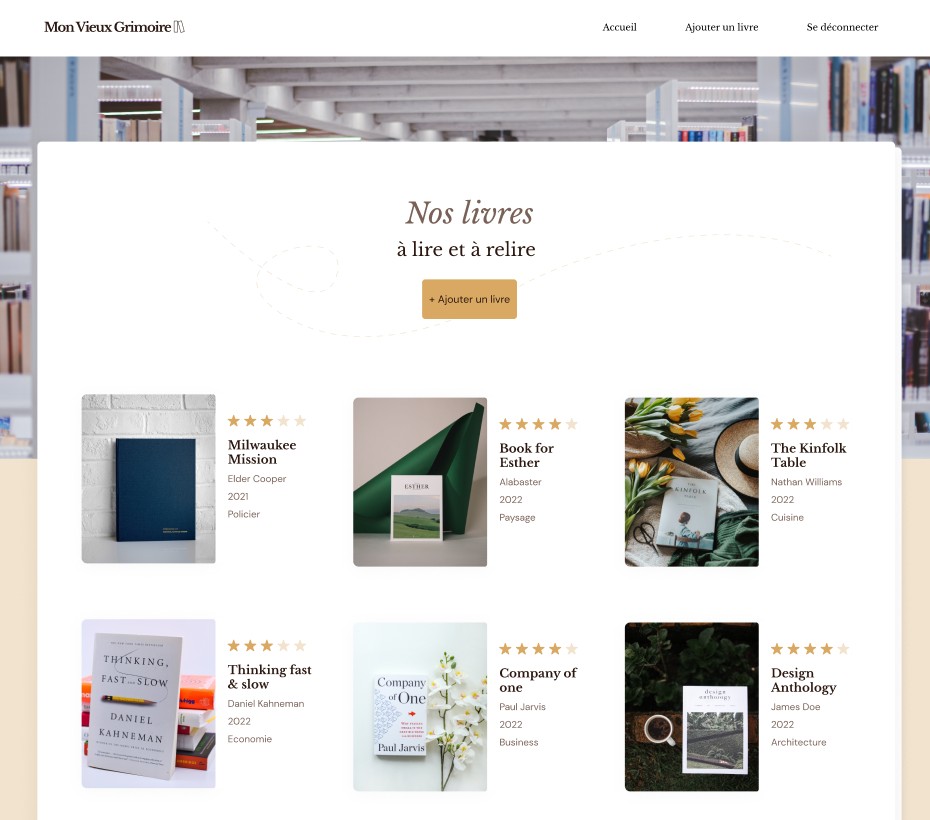 Mon Vieux Grimoire
Accueil
Ajouter un livre
Se déconnecter
Nos livres
à lire et à relire
+ Ajouter un livre
Milwaukee
Mission
Elder Cooper
2021
Policier
ESTHER
Book for
Esther
Alabaster
2022
Paysage
KINFOLK
The Kinfolk
Table
Nathan Williams
2022
Cuisine
THINKING,
FAST AND SLOW
DANIEL
KAHNEMAN
Thinking fast
& slow
Daniel Kahneman
2022
Economie
Company
of One
Paul Jarvis
Company of
one
Paul Jarvis
2022
Business
design
anthology
Design
Anthology
James Doe
2022
Architecture